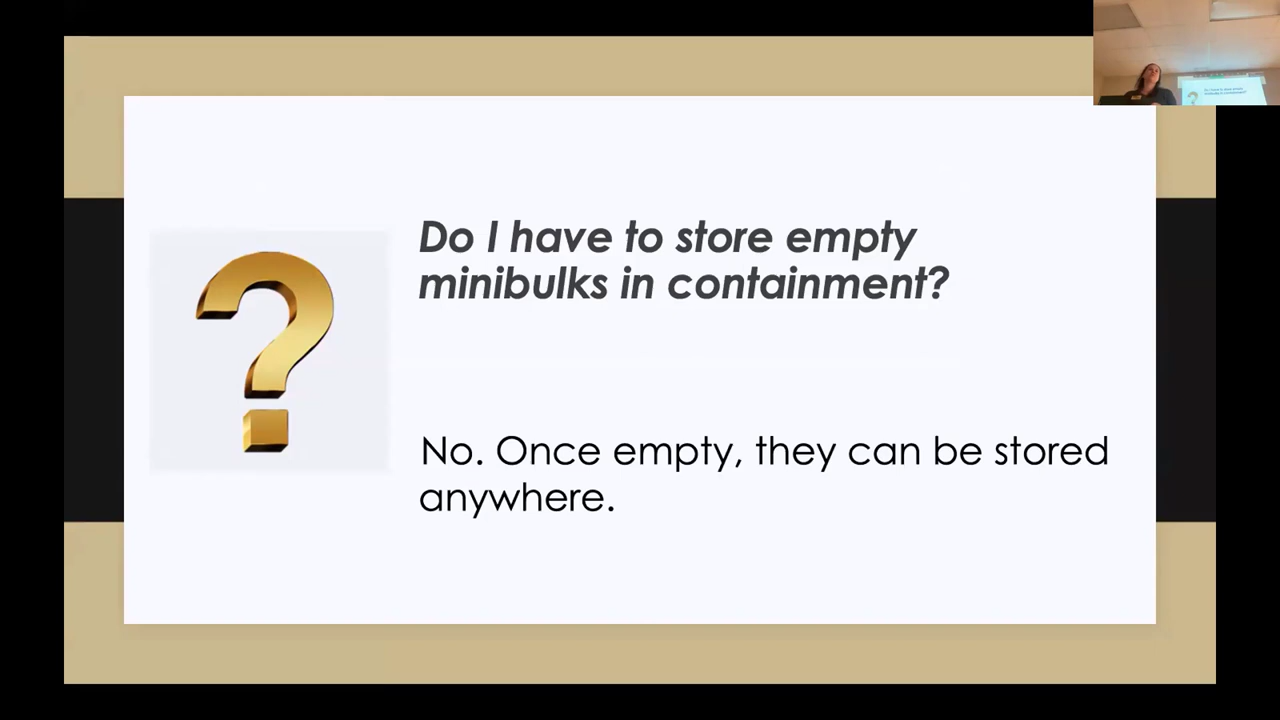 Do I have to store empty
minibulks in containment?
No. Once empty, they can be stored
anywhere.